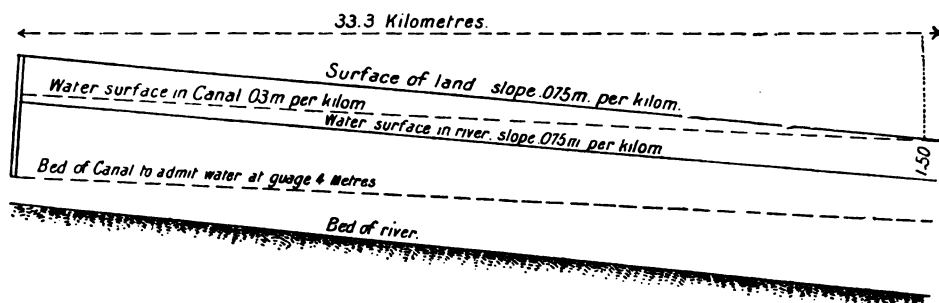 33.3 Kilometres.
Surface of land slope .075m. per kilom.
Water surface in Canal 03m per kilom
Water surface in river. slope .075m per kilom
1.50
Bed of Canal to admit water at guage 4 Metres
Bed of river.